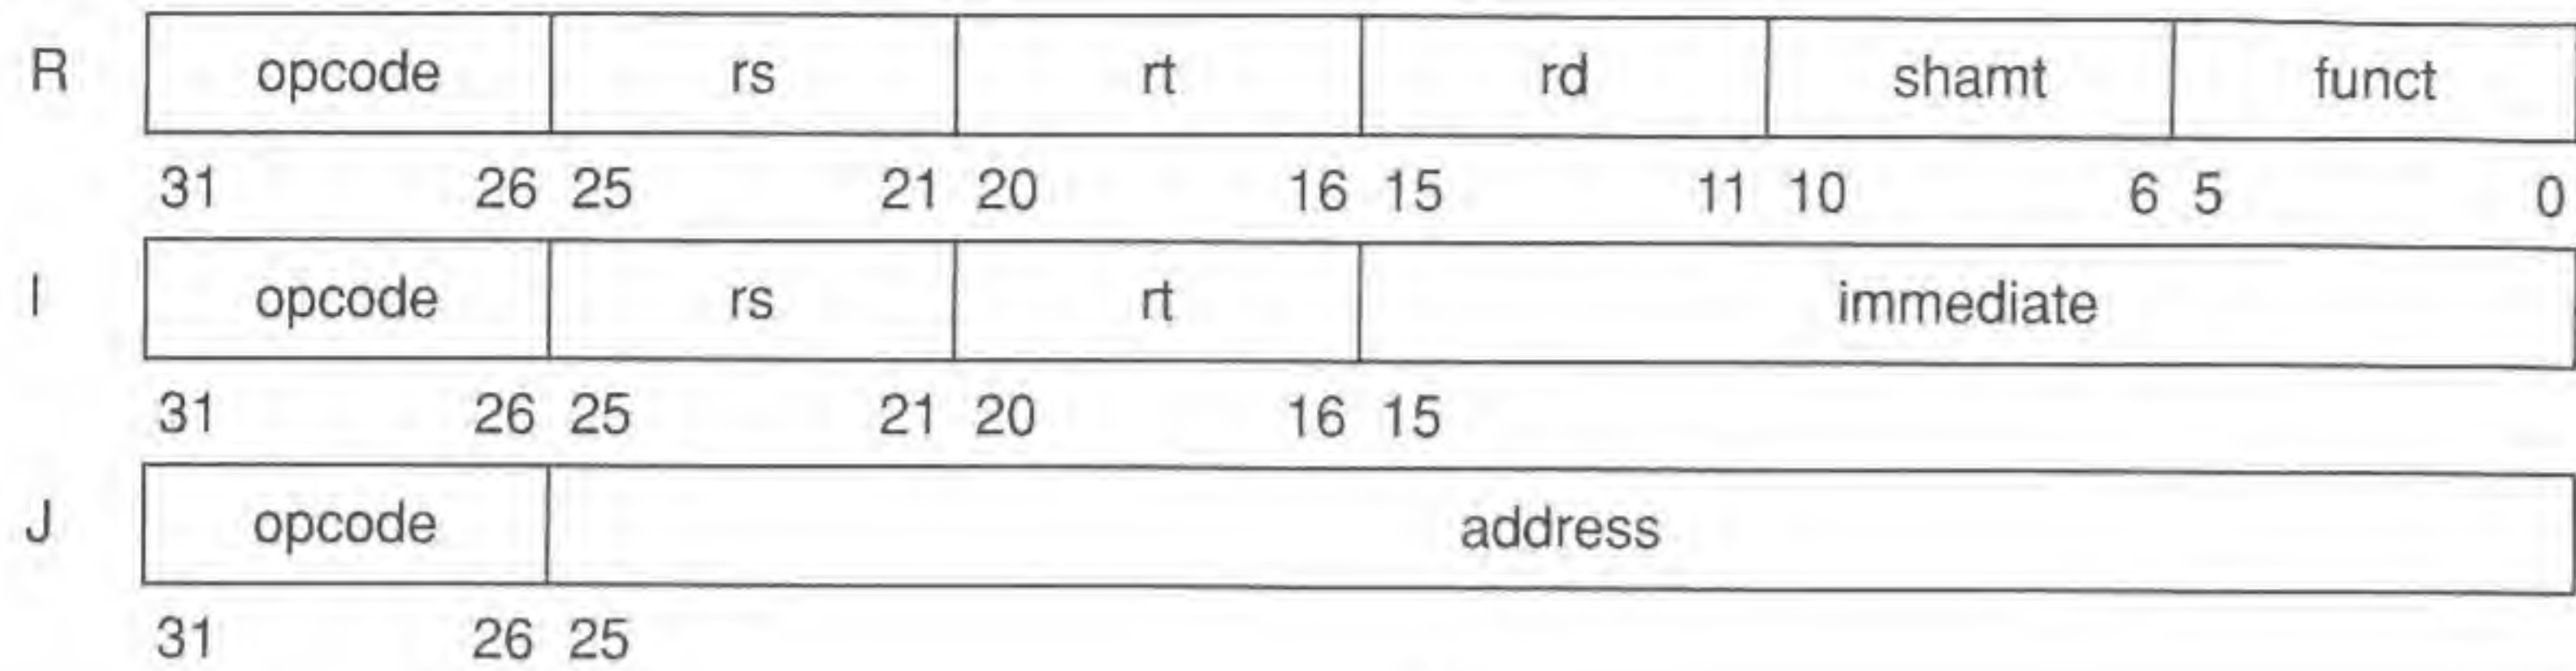 R opcode rs rt rd shamt funct
31 26 25 21 20 16 15 11 10 6 5 0
I opcode rs rt immediate
31 26 25 21 20 16 15
J opcode address
31 26 25